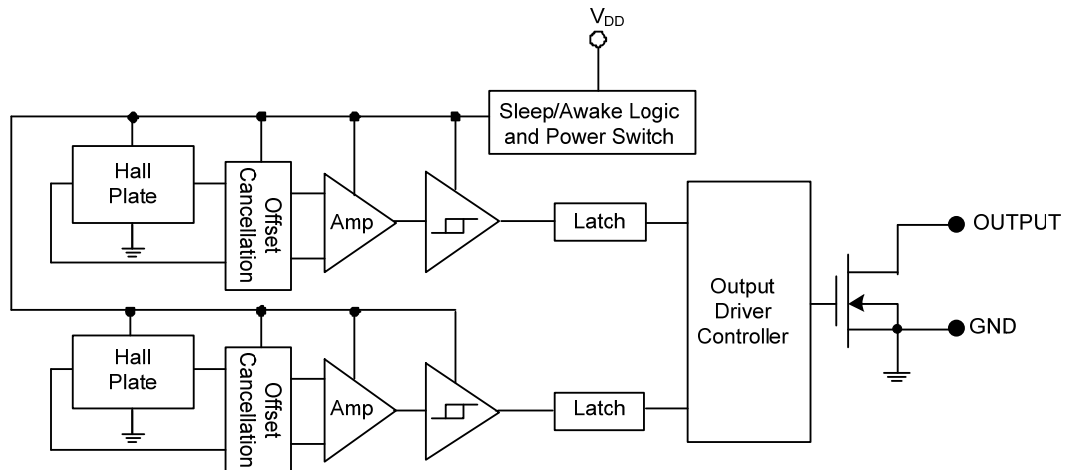 VDD
Sleep/Awake Logic
and Power Switch
Hall
Plate
Offset
Cancellation
Amp
Latch
Output
Driver
Controller
OUTPUT
GND
Hall
Plate
Offset
Cancellation
Amp
Latch